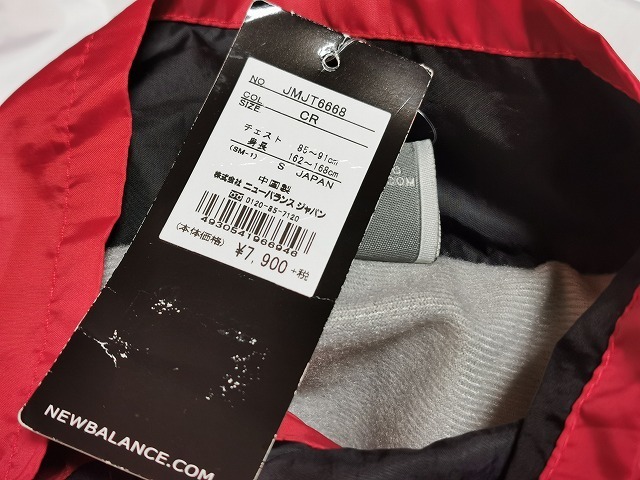 NO. JMJT6668
COL CR
SIZE
チェスト 85~91cm
身長 162~168cm
(SM-1) S JAPAN
中国製
株式会社 ニューバランス ジャパン
0120-85-7120
4930541966946
(本体価格) ¥7,900 +税
NEWBALANCE.COM
.COM